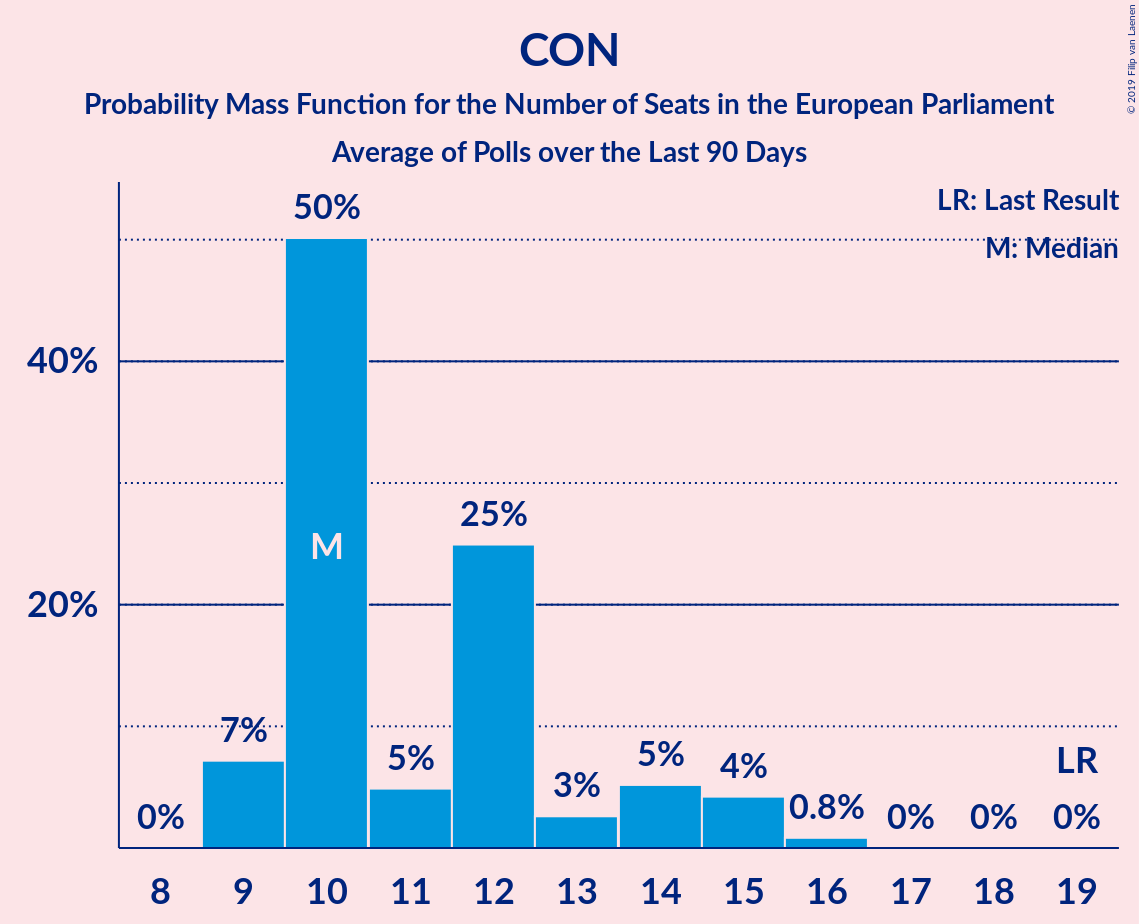 CON
Probability Mass Function for the Number of Seats in the European Parliament
Average of Polls over the Last 90 Days
© 2019 Filip van Laenen
LR: Last Result
M: Median
40%
20%
0%
7%
50%
M
5%
25%
3%
5%
4%
0.8%
0%
0%
LR
0%
8 9 10 11 12 13 14 15 16 17 18 19